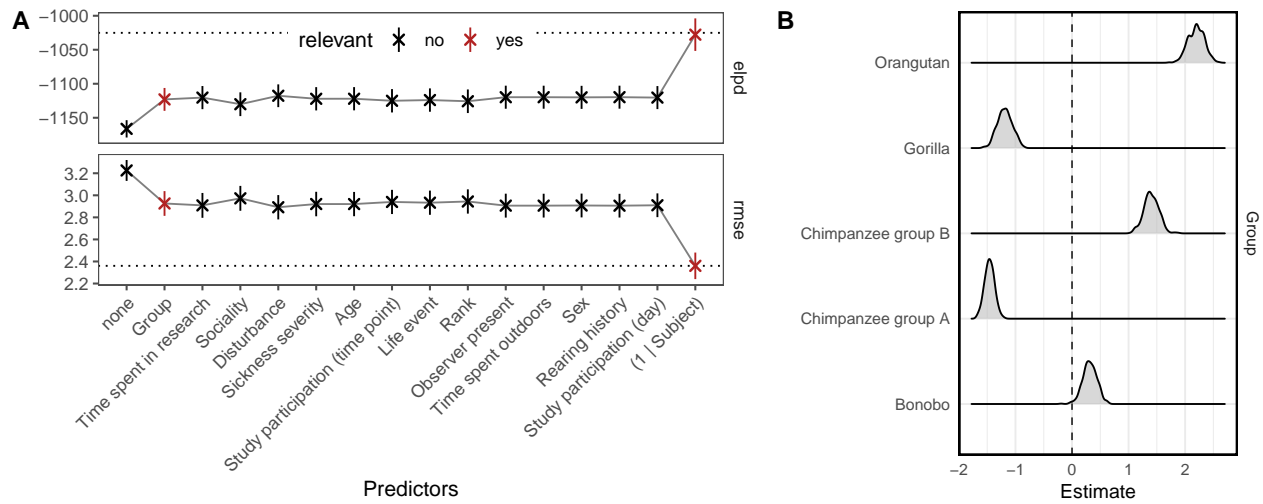 A
−1000
−1050
−1100
−1150
relevant no yes
elpd
3.2
3.0
2.8
2.6
2.4
2.2
rmse
none
Group
Time spent in research
Sociality
Disturbance
Sickness severity
Age
Study participation (time point)
Life event
Rank
Observer present
Time spent outdoors
Sex
Rearing history
Study participation (day)
(1 | Subject)
Predictors
B
Orangutan
Gorilla
Chimpanzee group B
Chimpanzee group A
Bonobo
Group
−2 −1 0 1 2
Estimate